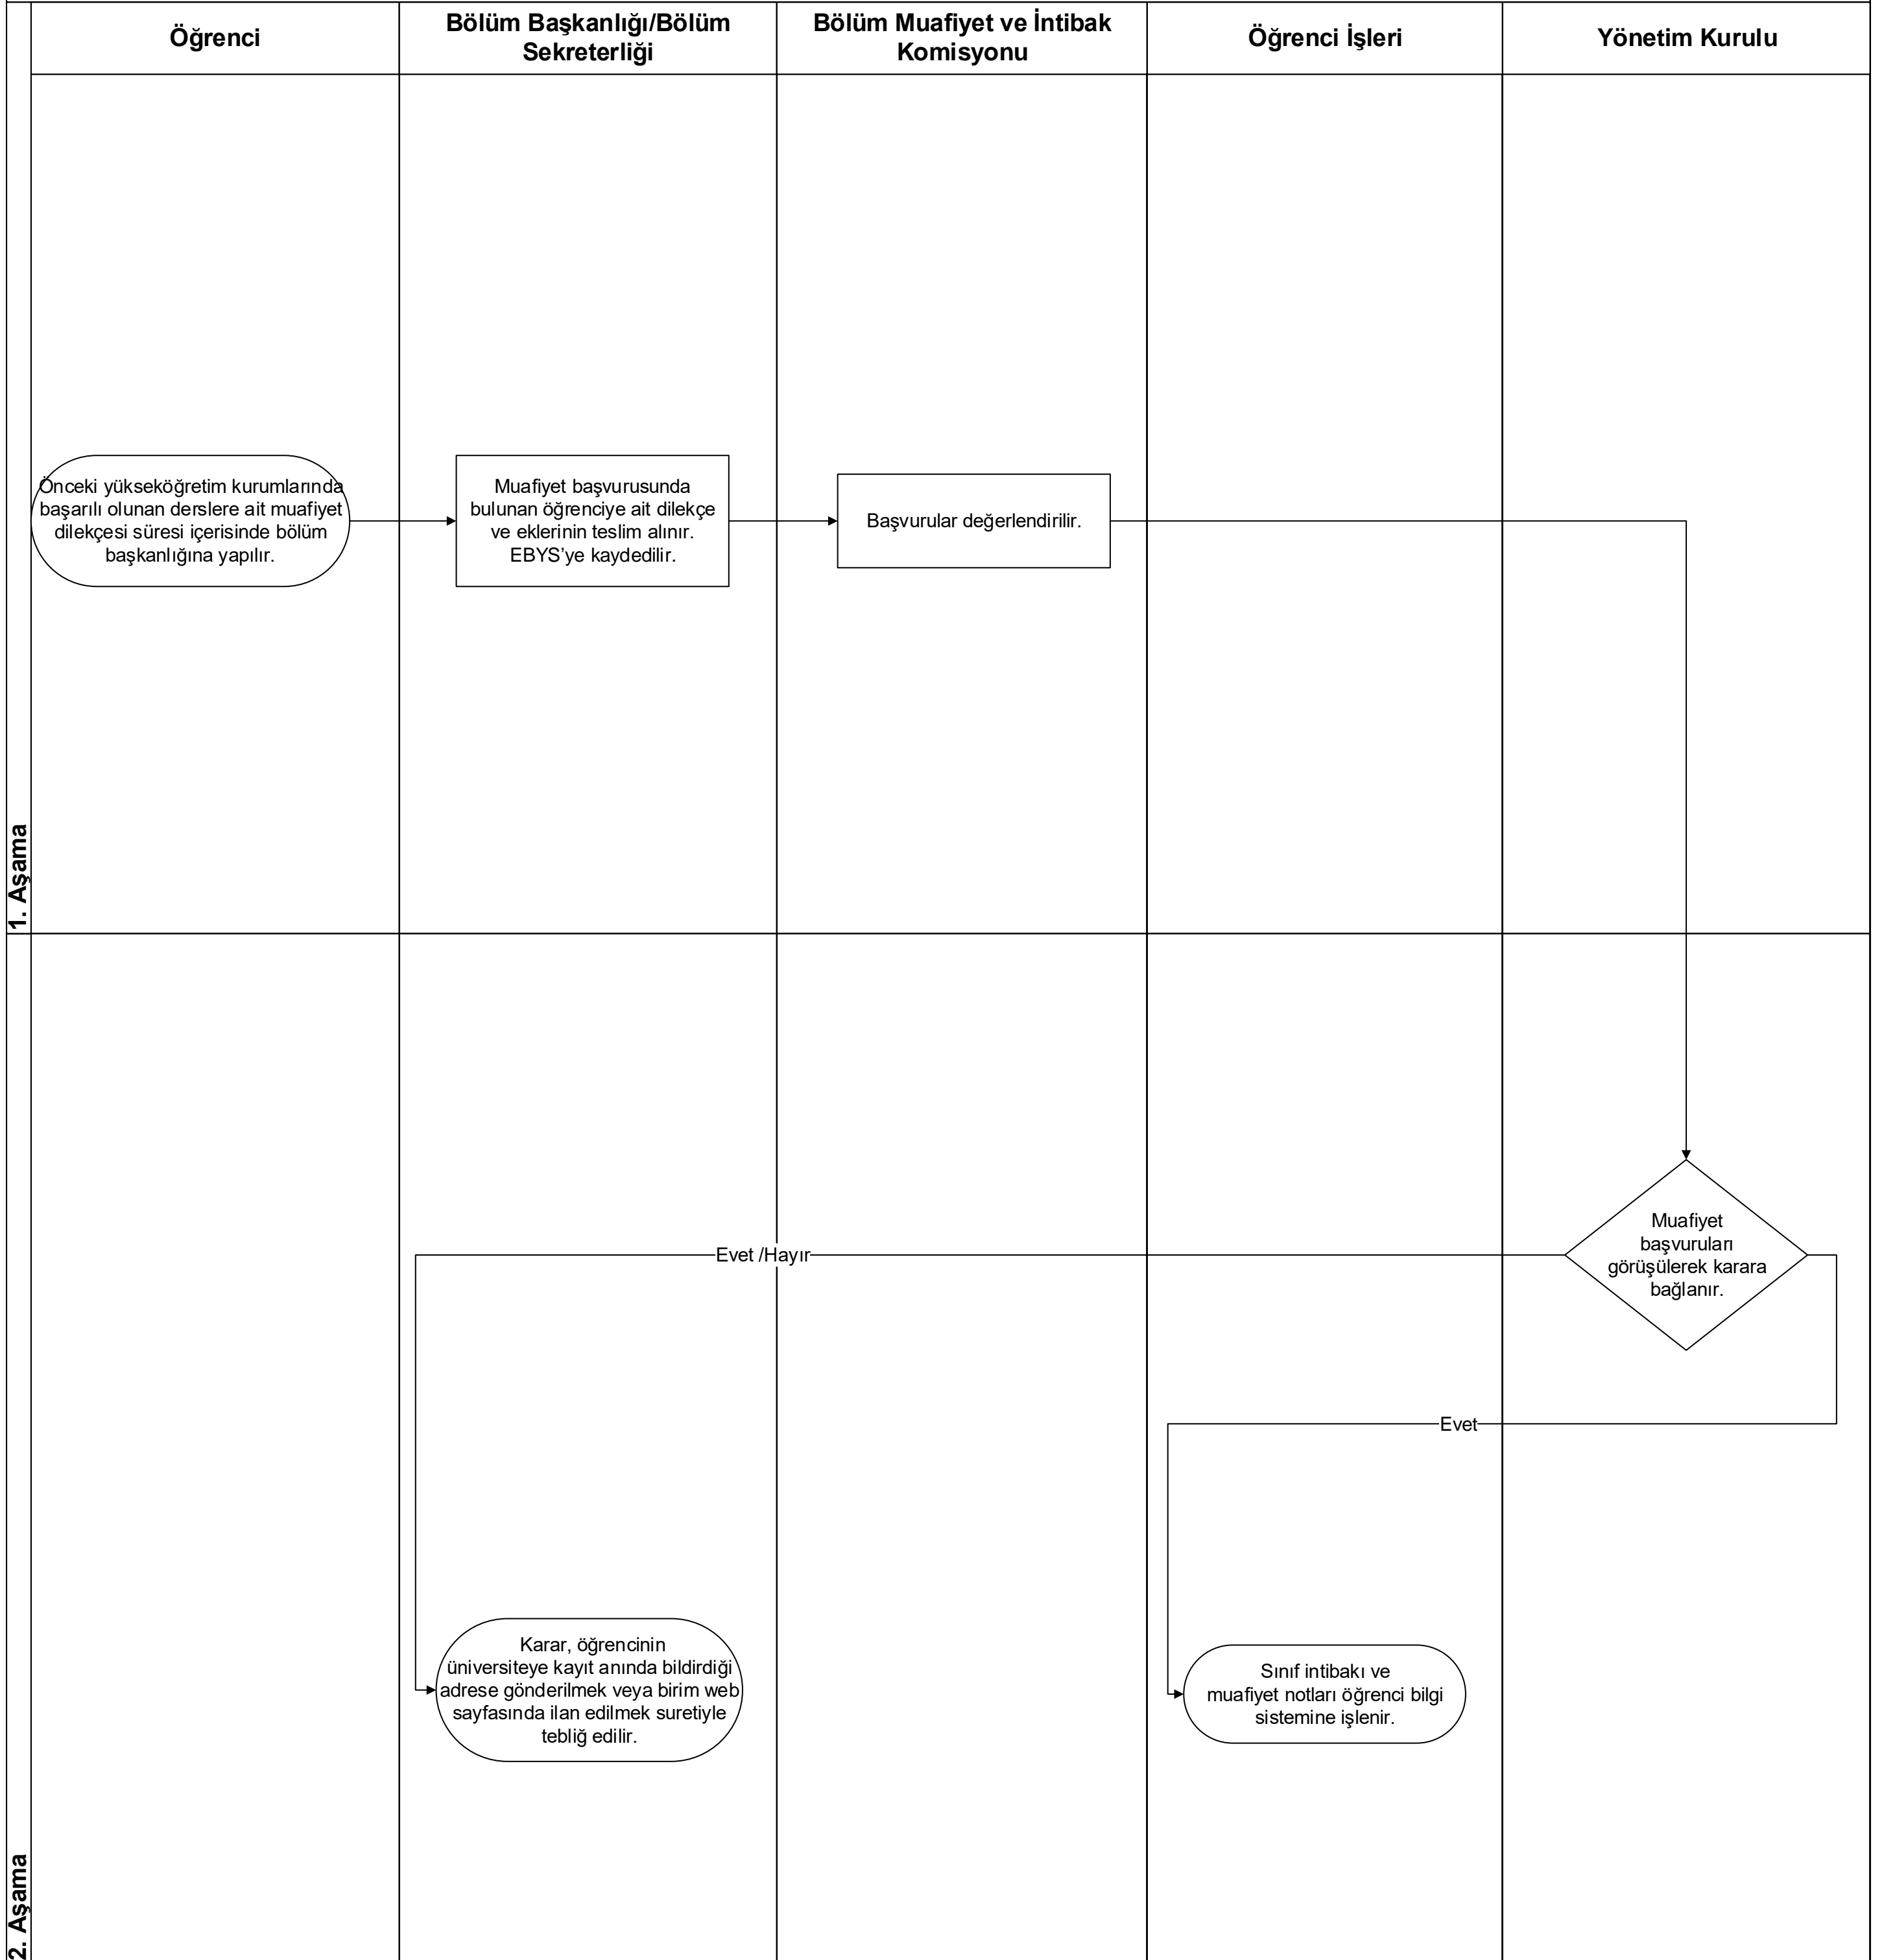 Öğrenci
Bölüm Başkanlığı/Bölüm
Sekreterliği
Bölüm Muafiyet ve İntibak
Komisyonu
Öğrenci İşleri
Yönetim Kurulu
1. Aşama
Önceki yükseköğretim kurumlarında
başarılı olunan derslere ait muafiyet
dilekçesi süresi içerisinde bölüm
başkanlığına yapılır.
Muafiyet başvurusunda
bulunan öğrenciye ait dilekçe
ve eklerinin teslim alınır.
EBYS’ye kaydedilir.
Başvurular değerlendirilir.
2. Aşama
Muafiyet
başvuruları
görüşülerek karara
bağlanır.
Evet /Hayır
Evet
Karar, öğrencinin
üniversiteye kayıt anında bildirdiği
adrese gönderilmek veya birim web
sayfasında ilan edilmek suretiyle
tebliğ edilir.
Sınıf intibakı ve
muafiyet notları öğrenci bilgi
sistemine işlenir.